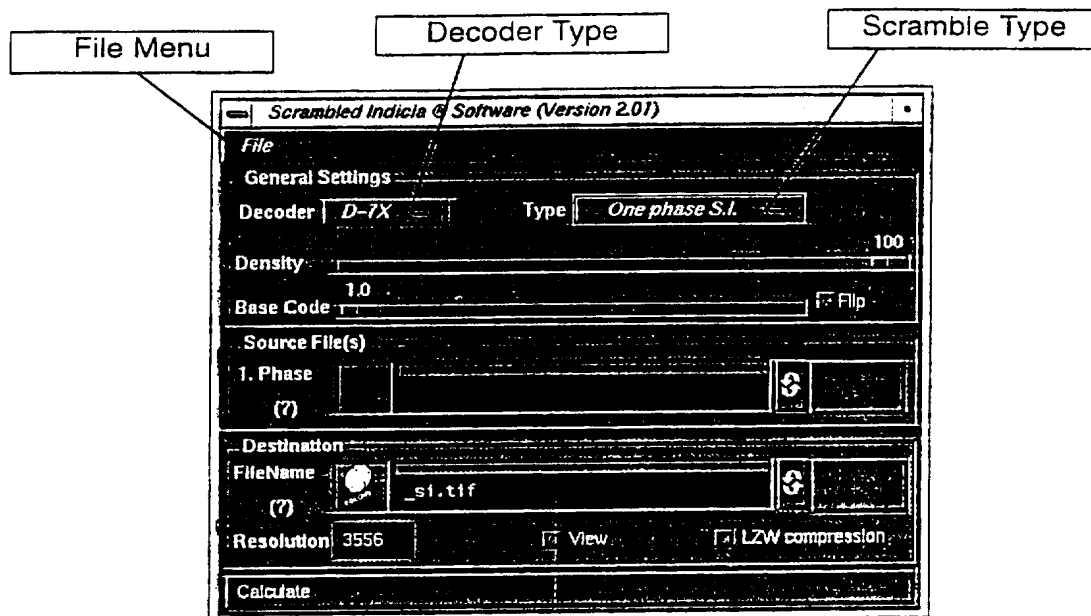 File Menu
Decoder Type
Scramble Type
Scrambled Indicia ® Software (Version 2.01)
File
General Settings
Decoder D-7X Type One phase S.I.
100
Density
1.0
Base Code Flip
Source File(s)
1. Phase
(?)
Destination
FileName
_si.tif
(?)
Resolution 3556 View LZW compression
Calculate